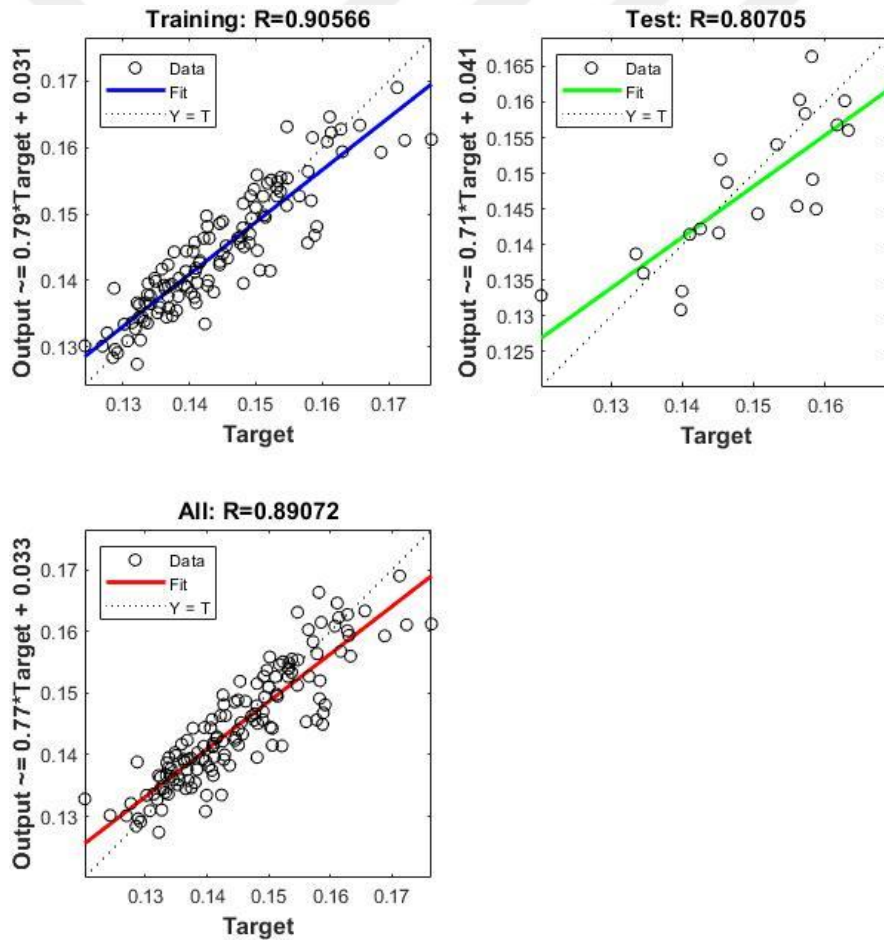 Training: R=0.90566
Output ~= 0.79*Target + 0.031
Data
Fit
Y = T
0.17
0.16
0.15
0.14
0.13
0.13 0.14 0.15 0.16 0.17
Target
Test: R=0.80705
Output ~= 0.71*Target + 0.041
Data
Fit
Y = T
0.165
0.16
0.155
0.15
0.145
0.14
0.135
0.13
0.125
0.13 0.14 0.15 0.16
Target
All: R=0.89072
Output ~= 0.77*Target + 0.033
Data
Fit
Y = T
0.17
0.16
0.15
0.14
0.13
0.13 0.14 0.15 0.16 0.17
Target